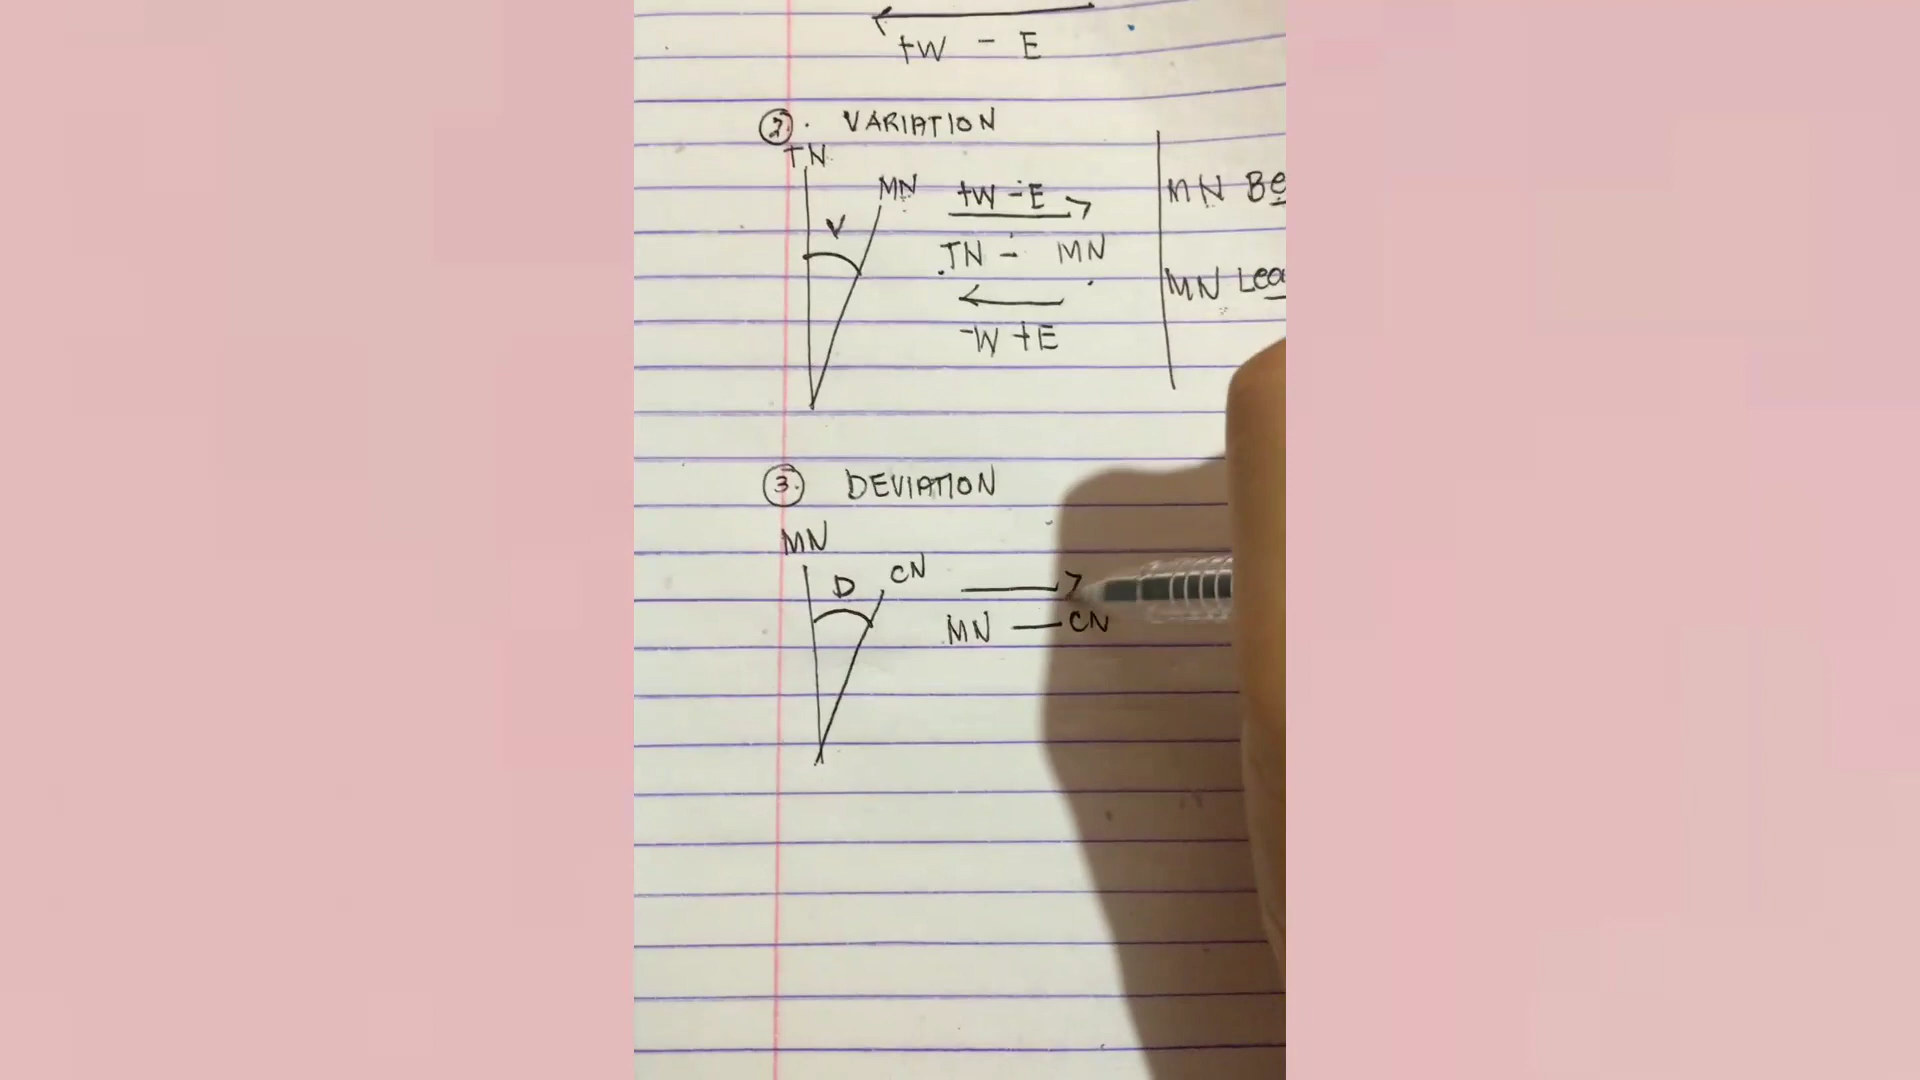 +W - E
2. VARIATION
TN
MN
V
+W -E
TN - MN
-W +E
MN Be
MN Lea
3. DEVIATION
MN
CN
D
MN — CN